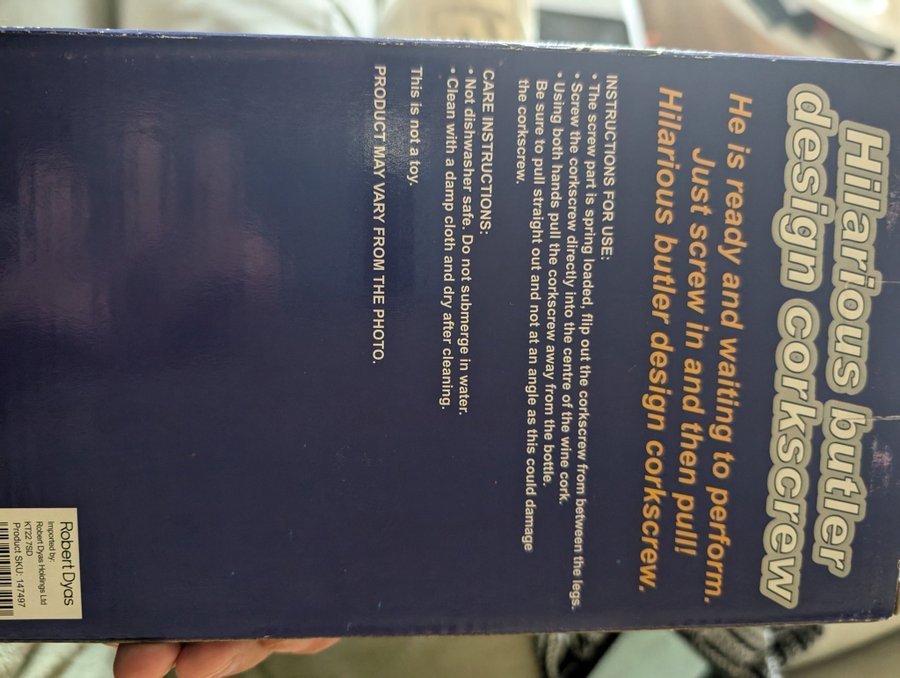 Hilarious butler
design corkscrew
He is ready and waiting to perform.
Just screw in and then pull!
Hilarious butler design corkscrew.
INSTRUCTIONS FOR USE:
• The screw part is spring loaded, flip out the corkscrew from between the legs.
• Screw the corkscrew directly into the centre of the wine cork.
• Using both hands pull the corkscrew away from the bottle.
Be sure to pull straight out and not at an angle as this could damage
the corkscrew.
CARE INSTRUCTIONS:
• Not dishwasher safe. Do not submerge in water.
• Clean with a damp cloth and dry after cleaning.
This is not a toy.
PRODUCT MAY VARY FROM THE PHOTO.
Robert Dyas
Imported by:
Robert Dyas Holdings Ltd
KT22 7SD
Product SKU: 147497